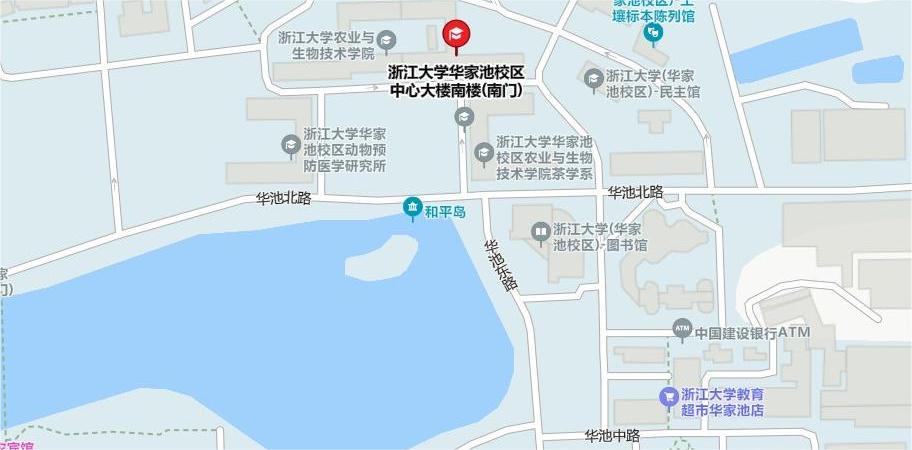 家池校区)-土
壤标本陈列馆
浙江大学农业与
生物技术学院
浙江大学华家池校区
中心大楼南楼(南门)
浙江大学(华家
池校区)-民主馆
浙江大学华家
池校区动物预
防医学研究所
浙江大学华家池
校区农业与生物
技术学院茶学系
华池北路
华池北路
和平岛
浙江大学(华家
池校区)-图书馆
华池东路
家
门)
ATM
中国建设银行ATM
浙江大学教育
超市华家池店
华池中路
宾馆